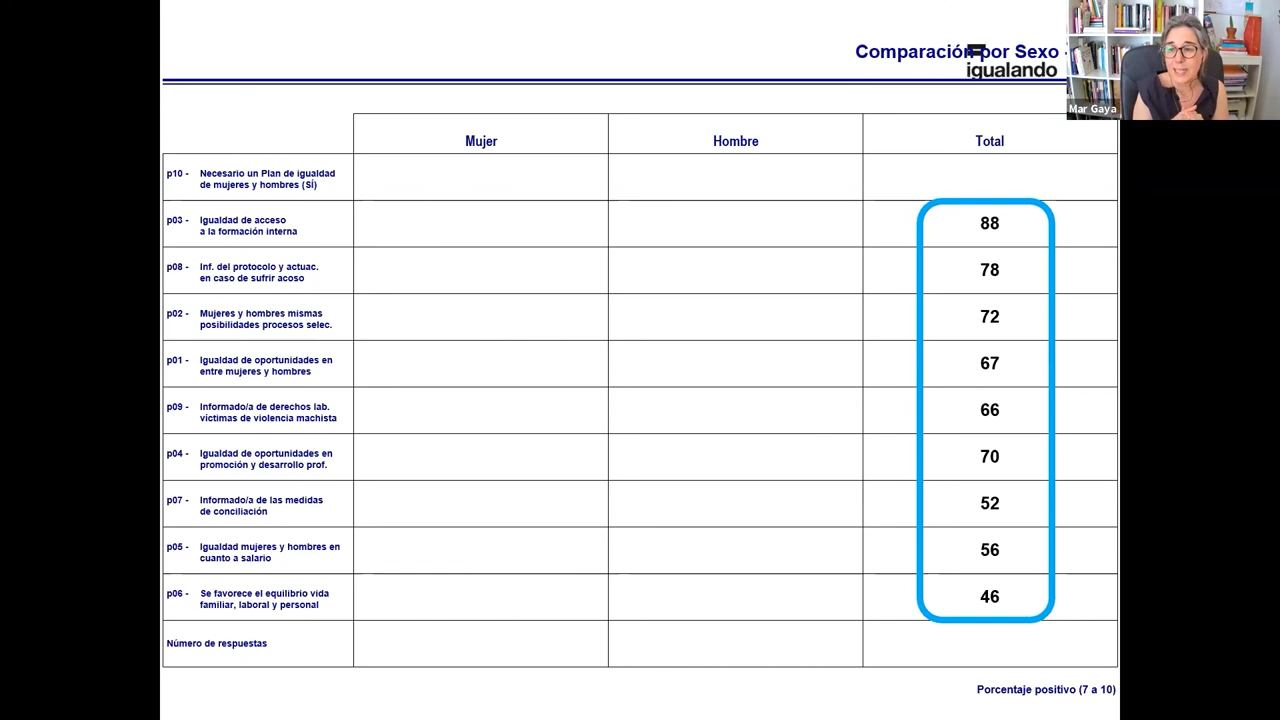 Comparación por Sexo -
igualando
Mar Gaya
Mujer Hombre Total
p10 - Necesario un Plan de igualdad
de mujeres y hombres (SÍ)
p03 - Igualdad de acceso
a la formación interna
88
p08 - Inf. del protocolo y actuac.
en caso de sufrir acoso
78
p02 - Mujeres y hombres mismas
posibilidades procesos selec.
72
p01 - Igualdad de oportunidades en
entre mujeres y hombres
67
p09 - Informado/a de derechos lab.
víctimas de violencia machista
66
p04 - Igualdad de oportunidades en
promoción y desarrollo prof.
70
p07 - Informado/a de las medidas
de conciliación
52
p05 - Igualdad mujeres y hombres en
cuanto a salario
56
p06 - Se favorece el equilibrio vida
familiar, laboral y personal
46
Número de respuestas
Porcentaje positivo (7 a 10)